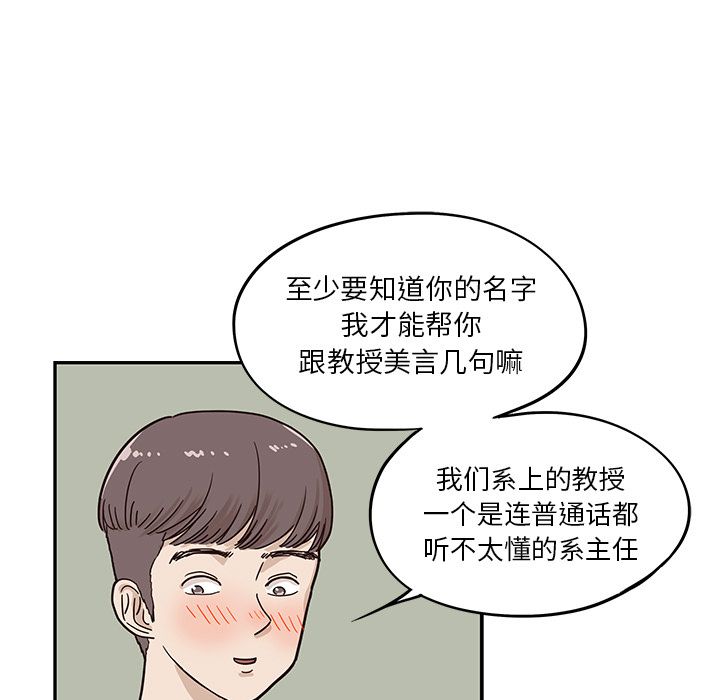 至少要知道你的名字
我才能帮你
跟教授美言几句嘛
我们系上的教授
一个是连普通话都
听不太懂的系主任